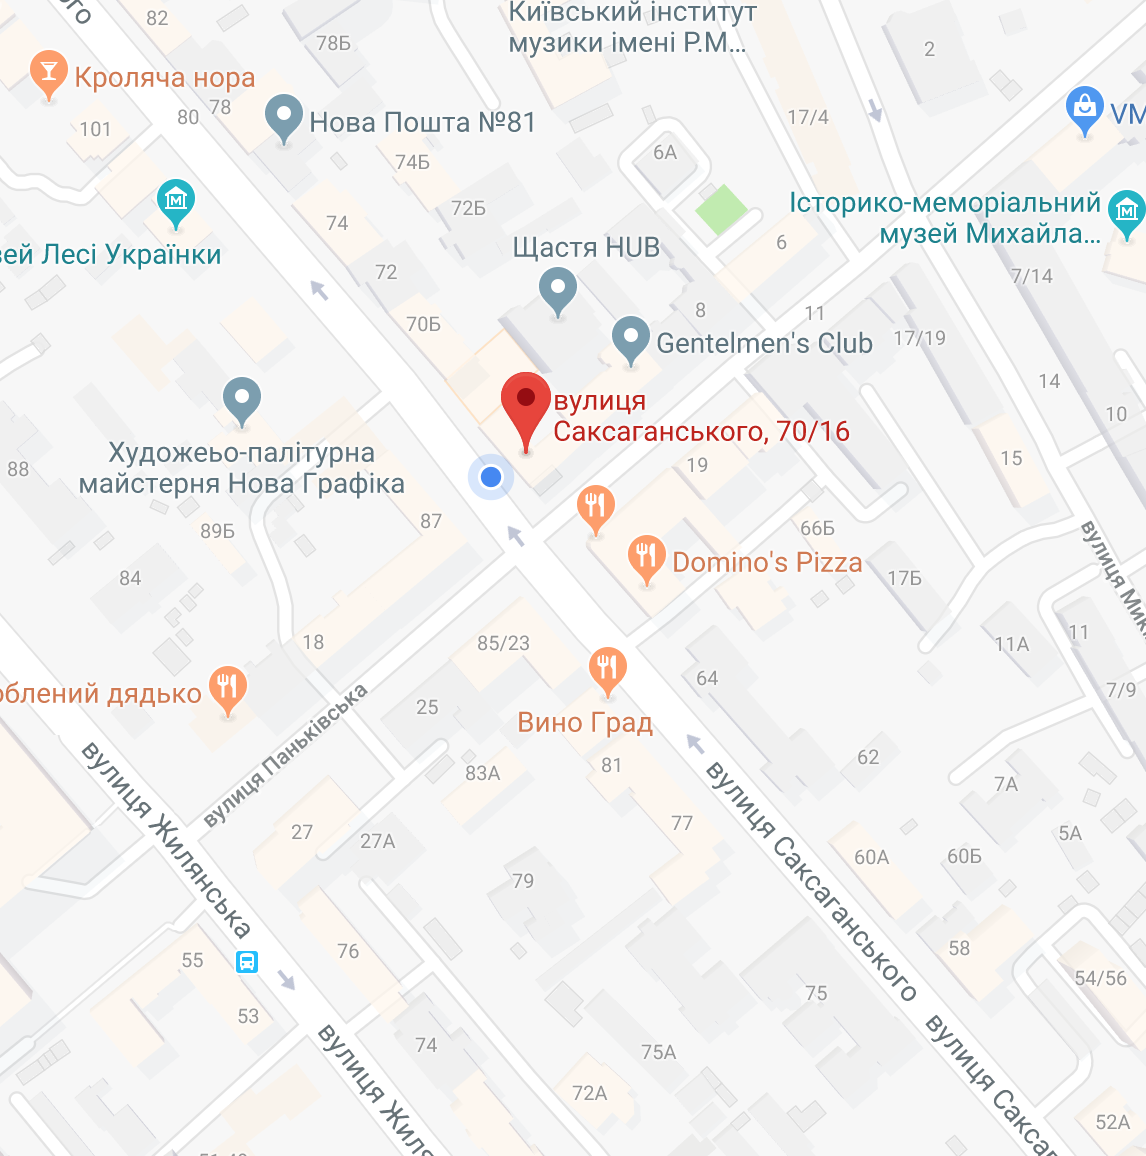 ого
82
Київський інститут
музики імені Р.М...
78Б
2
Кроляча нора
78
80
101
Нова Пошта №81
17/4
VM
74Б
6А
72Б
74
Історико-меморіальний
музей Михайла...
зей Лесі Українки
Щастя HUB
6
72
7/14
8
11
70Б
17/19
Gentelmen's Club
14
вулиця
Саксаганського, 70/16
10
Художеьо-палітурна
майстерня Нова Графіка
88
19
15
87
89Б
66Б
Domino's Pizza
84
17Б
вулиця Мик
18
85/23
11
11А
64
7/9
облений дядько
25
Вино Град
вулиця Паньківська
62
81
83А
7А
вулиця Жилянська
77
27
27А
5А
60А
60Б
вулиця Саксаганського
79
76
55
58
54/56
75
53
74
75А
вулиця Жиля
вулиця Сакса
72А
52А